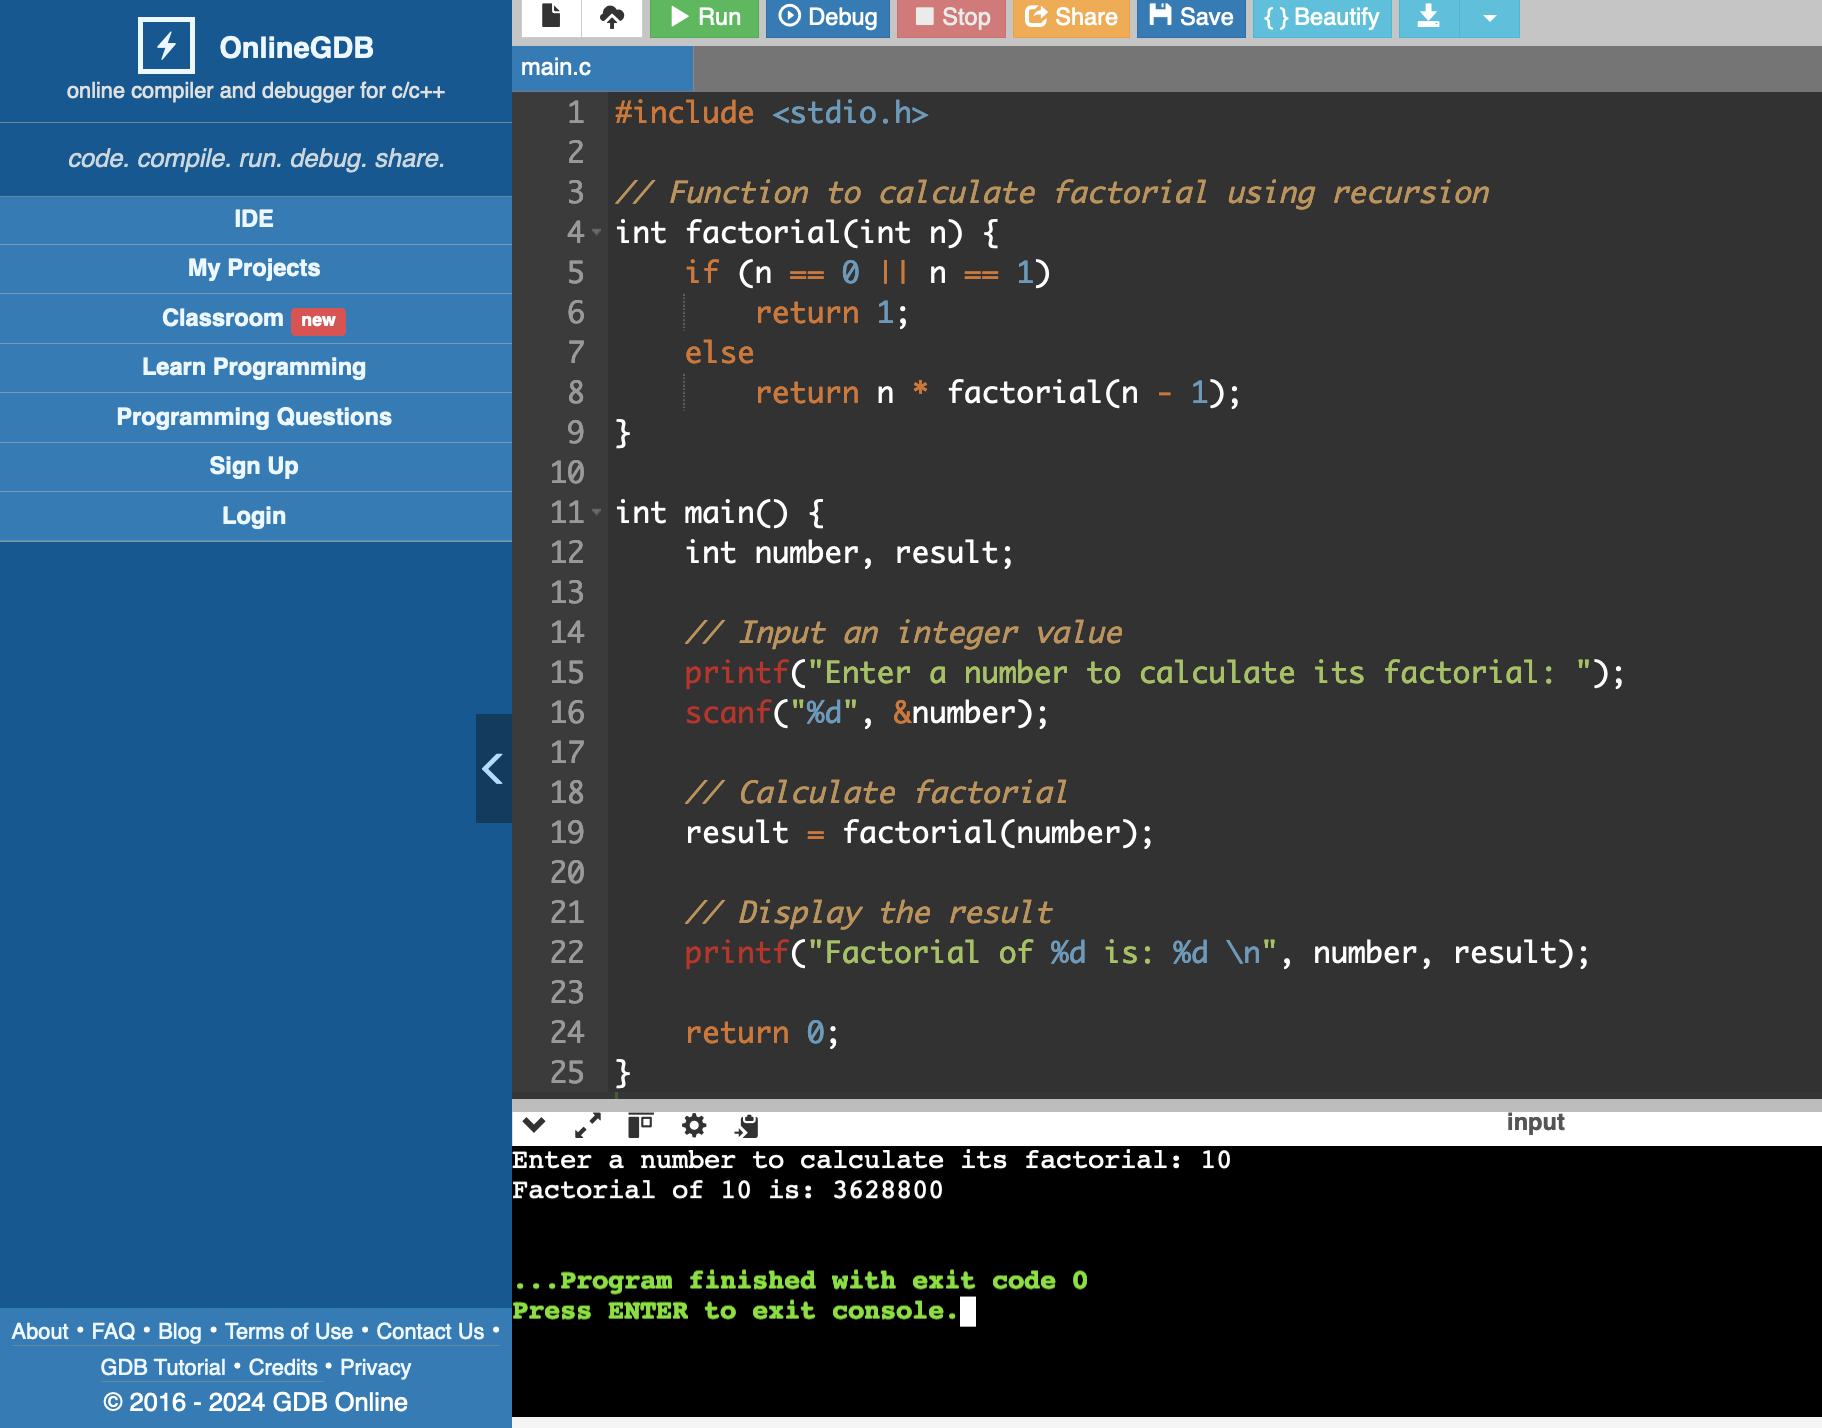 OnlineGDB
online compiler and debugger for c/c++
code. compile. run. debug. share.
IDE
My Projects
Classroom new
Learn Programming
Programming Questions
Sign Up
Login
About • FAQ • Blog • Terms of Use • Contact Us •
GDB Tutorial • Credits • Privacy
© 2016 - 2024 GDB Online
Run Debug Stop Share Save { } Beautify
main.c
1 #include <stdio.h>
2
3 // Function to calculate factorial using recursion
4 int factorial(int n) {
5     if (n == 0 || n == 1)
6         return 1;
7     else
8         return n * factorial(n - 1);
9 }
10
11 int main() {
12     int number, result;
13
14     // Input an integer value
15     printf("Enter a number to calculate its factorial: ");
16     scanf("%d", &number);
17
18     // Calculate factorial
19     result = factorial(number);
20
21     // Display the result
22     printf("Factorial of %d is: %d \n", number, result);
23
24     return 0;
25 }
input
Enter a number to calculate its factorial: 10
Factorial of 10 is: 3628800
...Program finished with exit code 0
Press ENTER to exit console.